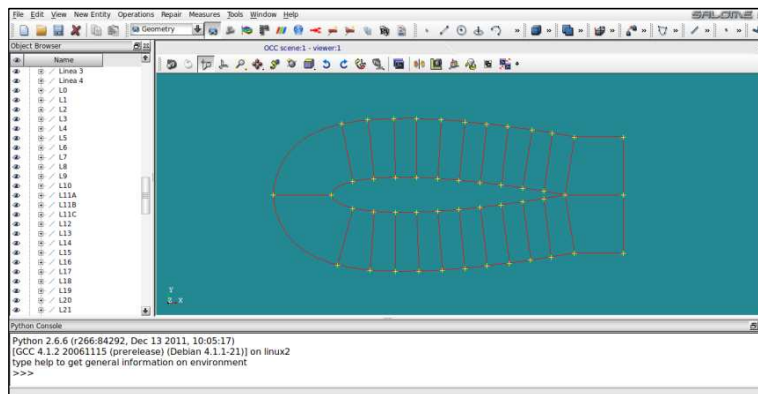 File Edit View New Entity Operations Repair Measures Tools Window Help
SALOME
Geometry
Object Browser
Name
Linea 3
Linea 4
L0
L1
L2
L3
L4
L5
L6
L7
L8
L9
L10
L11A
L11B
L11C
L12
L13
L14
L15
L16
L17
L18
L19
L20
L21
OCC scene:1 - viewer:1
Y
Z X
Python Console
Python 2.6.6 (r266:84292, Dec 13 2011, 10:05:17)
[GCC 4.1.2 20061115 (prerelease) (Debian 4.1.1-21)] on linux2
type help to get general information on environment
>>>